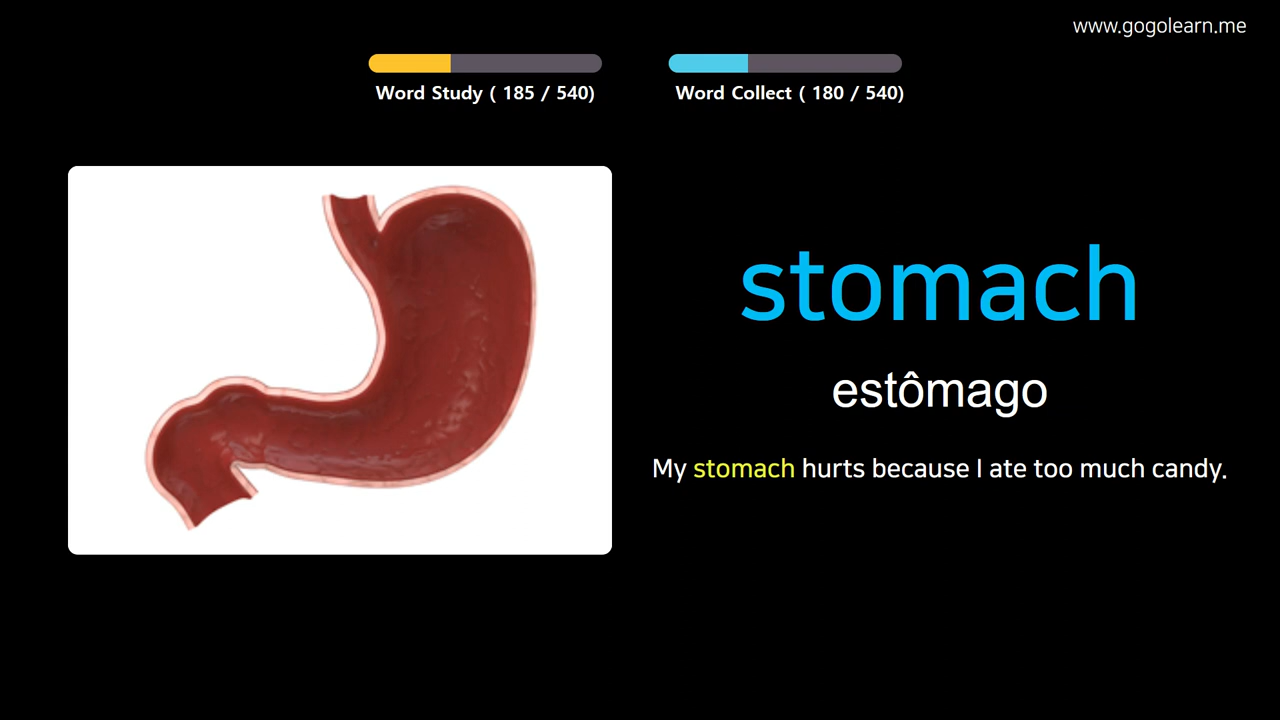 www.gogolearn.me
Word Study ( 185 / 540)
Word Collect ( 180 / 540)
stomach
estômago
My stomach hurts because I ate too much candy.